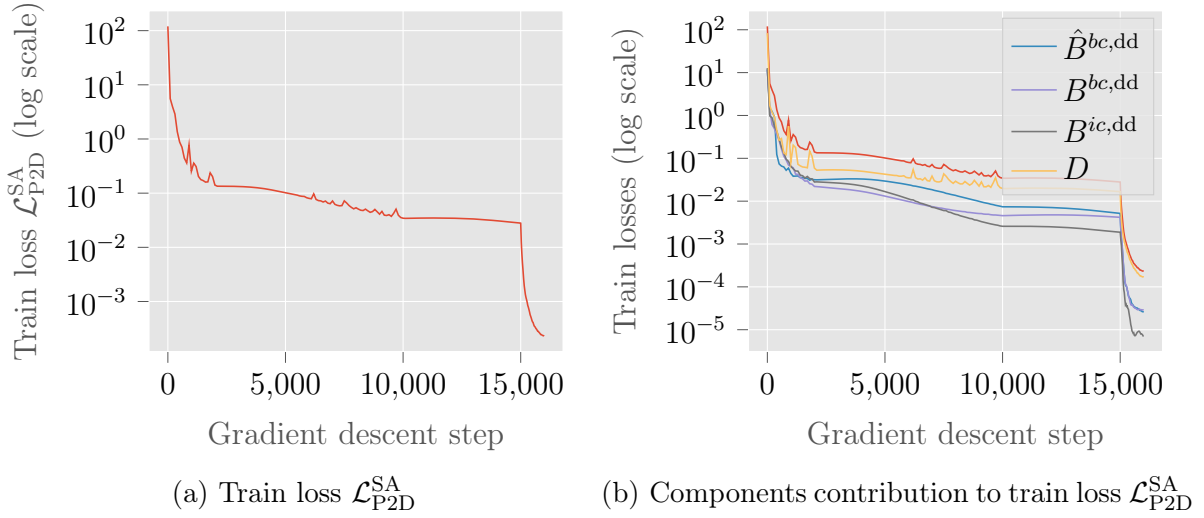 10^2
10^1
10^0
10^−1
10^−2
10^−3
Train loss 𝓛^SA_P2D (log scale)
0
5,000
10,000
15,000
Gradient descent step
(a) Train loss 𝓛^SA_P2D
10^2
10^1
10^0
10^−1
10^−2
10^−3
10^−4
10^−5
Train losses (log scale)
B̂^bc,dd
B^bc,dd
B^ic,dd
D
0
5,000
10,000
15,000
Gradient descent step
(b) Components contribution to train loss 𝓛^SA_P2D